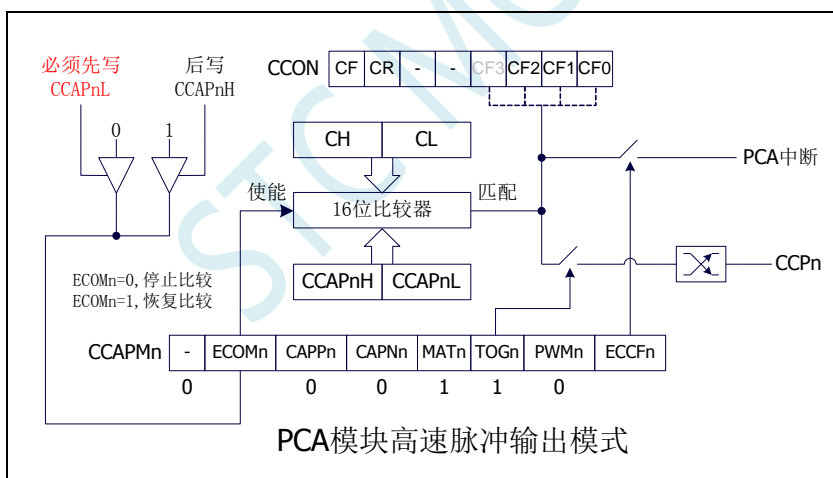 必须先写
CCAPnL
后写
CCAPnH
0
1
CCON
CF CR - - CF3 CF2 CF1 CF0
CH CL
使能
16位比较器
匹配
PCA中断
CCAPnH CCAPnL
CCPn
ECOMn=0,停止比较
ECOMn=1,恢复比较
CCAPMn
- ECOMn CAPPn CAPNn MATn TOGn PWMn ECCFn
0 0 0 1 1 0
PCA模块高速脉冲输出模式
STC MCU